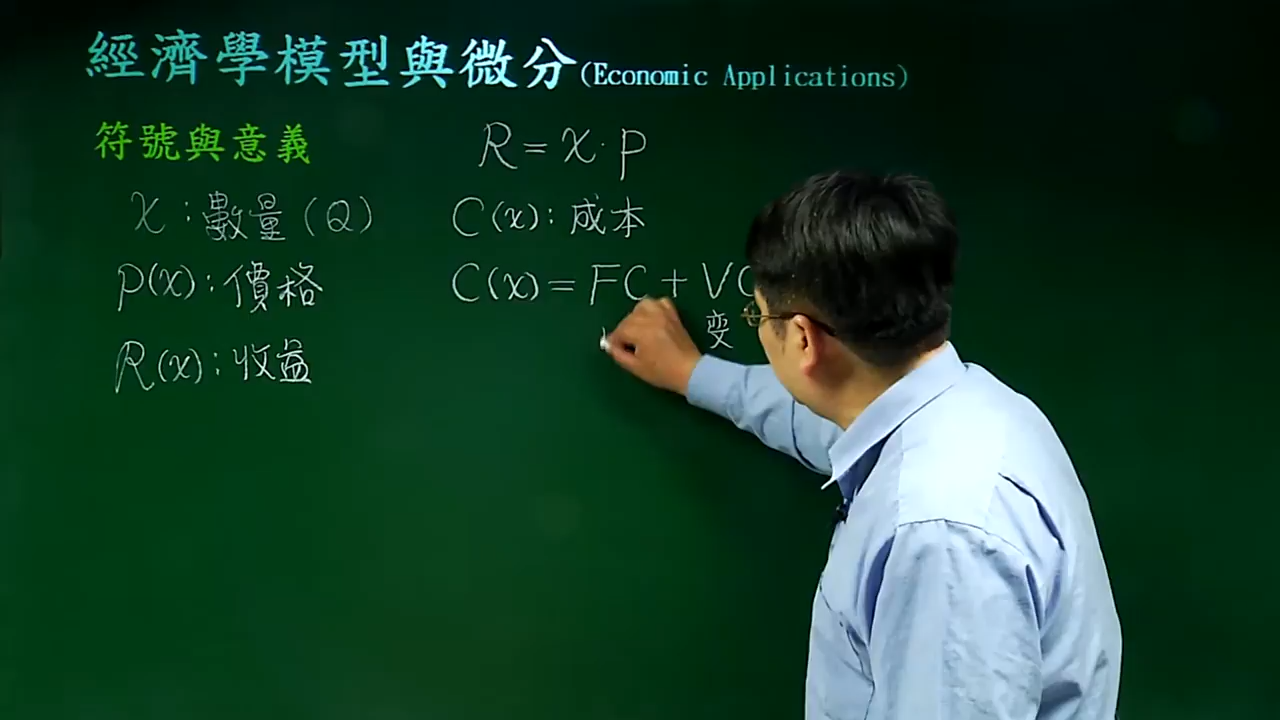 經濟學模型與微分(Economic Applications)
符號與意義
x:數量(Q)
p(x):價格
R(x):收益
R=x·p
C(x):成本
C(x)=FC+VC
变